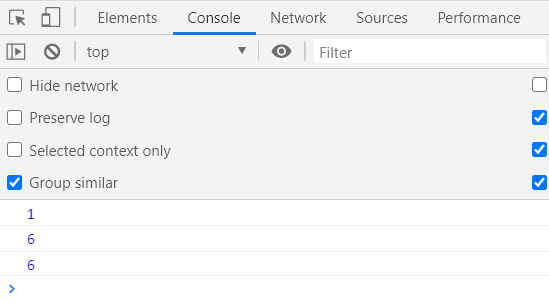 Elements Console Network Sources Performance
top Filter
Hide network
Preserve log
Selected context only
Group similar
1
6
6